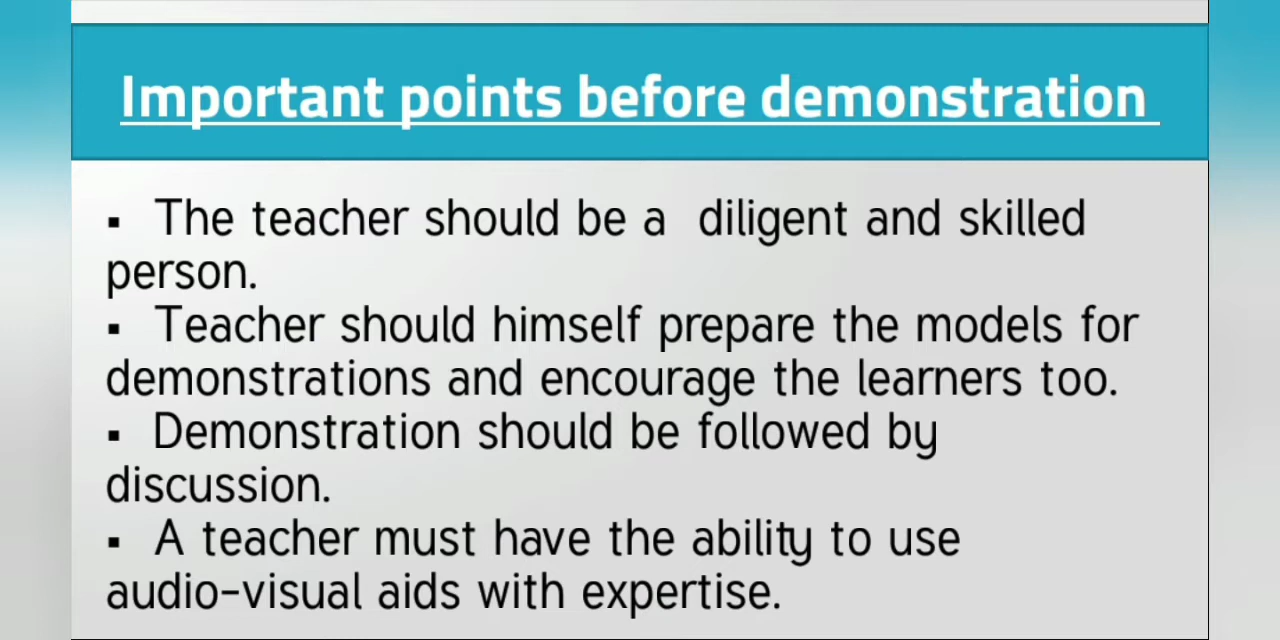 Important points before demonstration
▪ The teacher should be a diligent and skilled
person.
▪ Teacher should himself prepare the models for
demonstrations and encourage the learners too.
▪ Demonstration should be followed by
discussion.
▪ A teacher must have the ability to use
audio-visual aids with expertise.